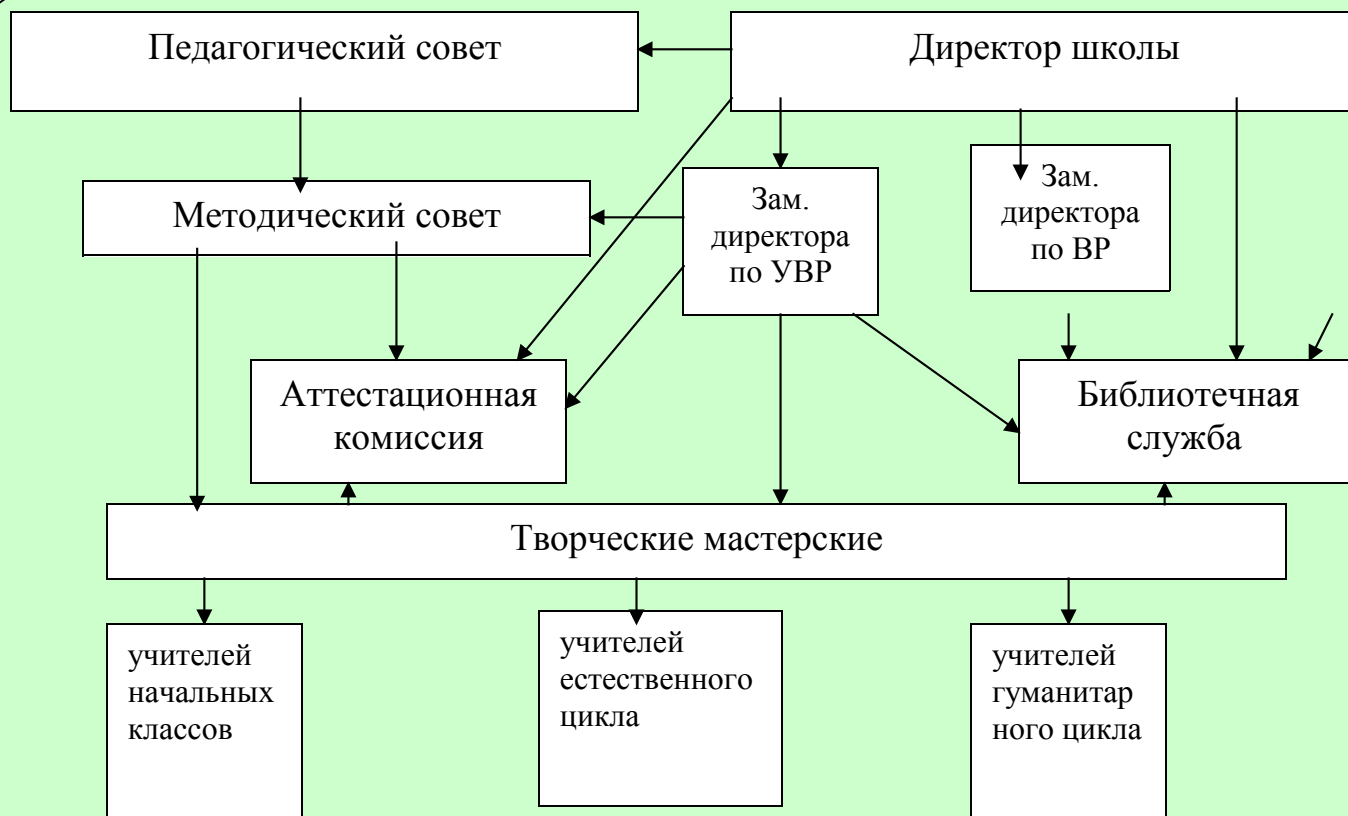 Педагогический совет
Директор школы
Методический совет
Зам.
директора
по УВР
Зам.
директора
по ВР
Аттестационная
комиссия
Библиотечная
служба
Творческие мастерские
учителей
начальных
классов
учителей
естественного
цикла
учителей
гуманитар
ного цикла